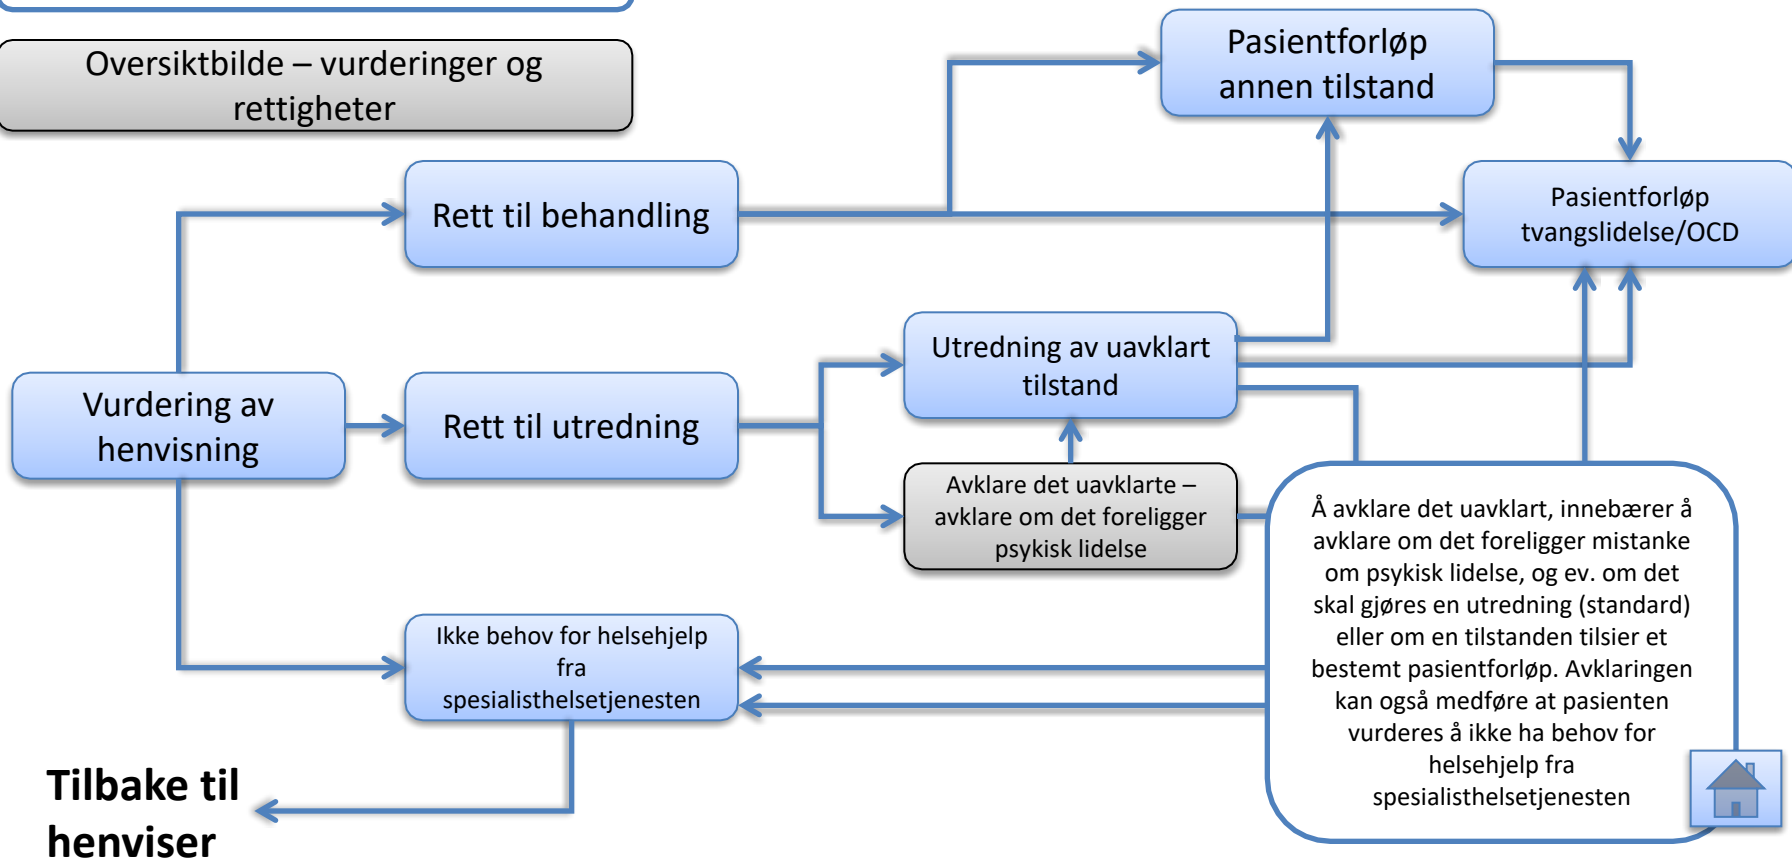 Oversiktbilde – vurderinger og
rettigheter
Pasientforløp
annen tilstand
Rett til behandling
Pasientforløp
tvangslidelse/OCD
Utredning av uavklart
tilstand
Vurdering av
henvisning
Rett til utredning
Avklare det uavklarte –
avklare om det foreligger
psykisk lidelse
Å avklare det uavklart, innebærer å
avklare om det foreligger mistanke
om psykisk lidelse, og ev. om det
skal gjøres en utredning (standard)
eller om en tilstanden tilsier et
bestemt pasientforløp. Avklaringen
kan også medføre at pasienten
vurderes å ikke ha behov for
helsehjelp fra
spesialisthelsetjenesten
Ikke behov for helsehjelp
fra
spesialisthelsetjenesten
Tilbake til
henviser